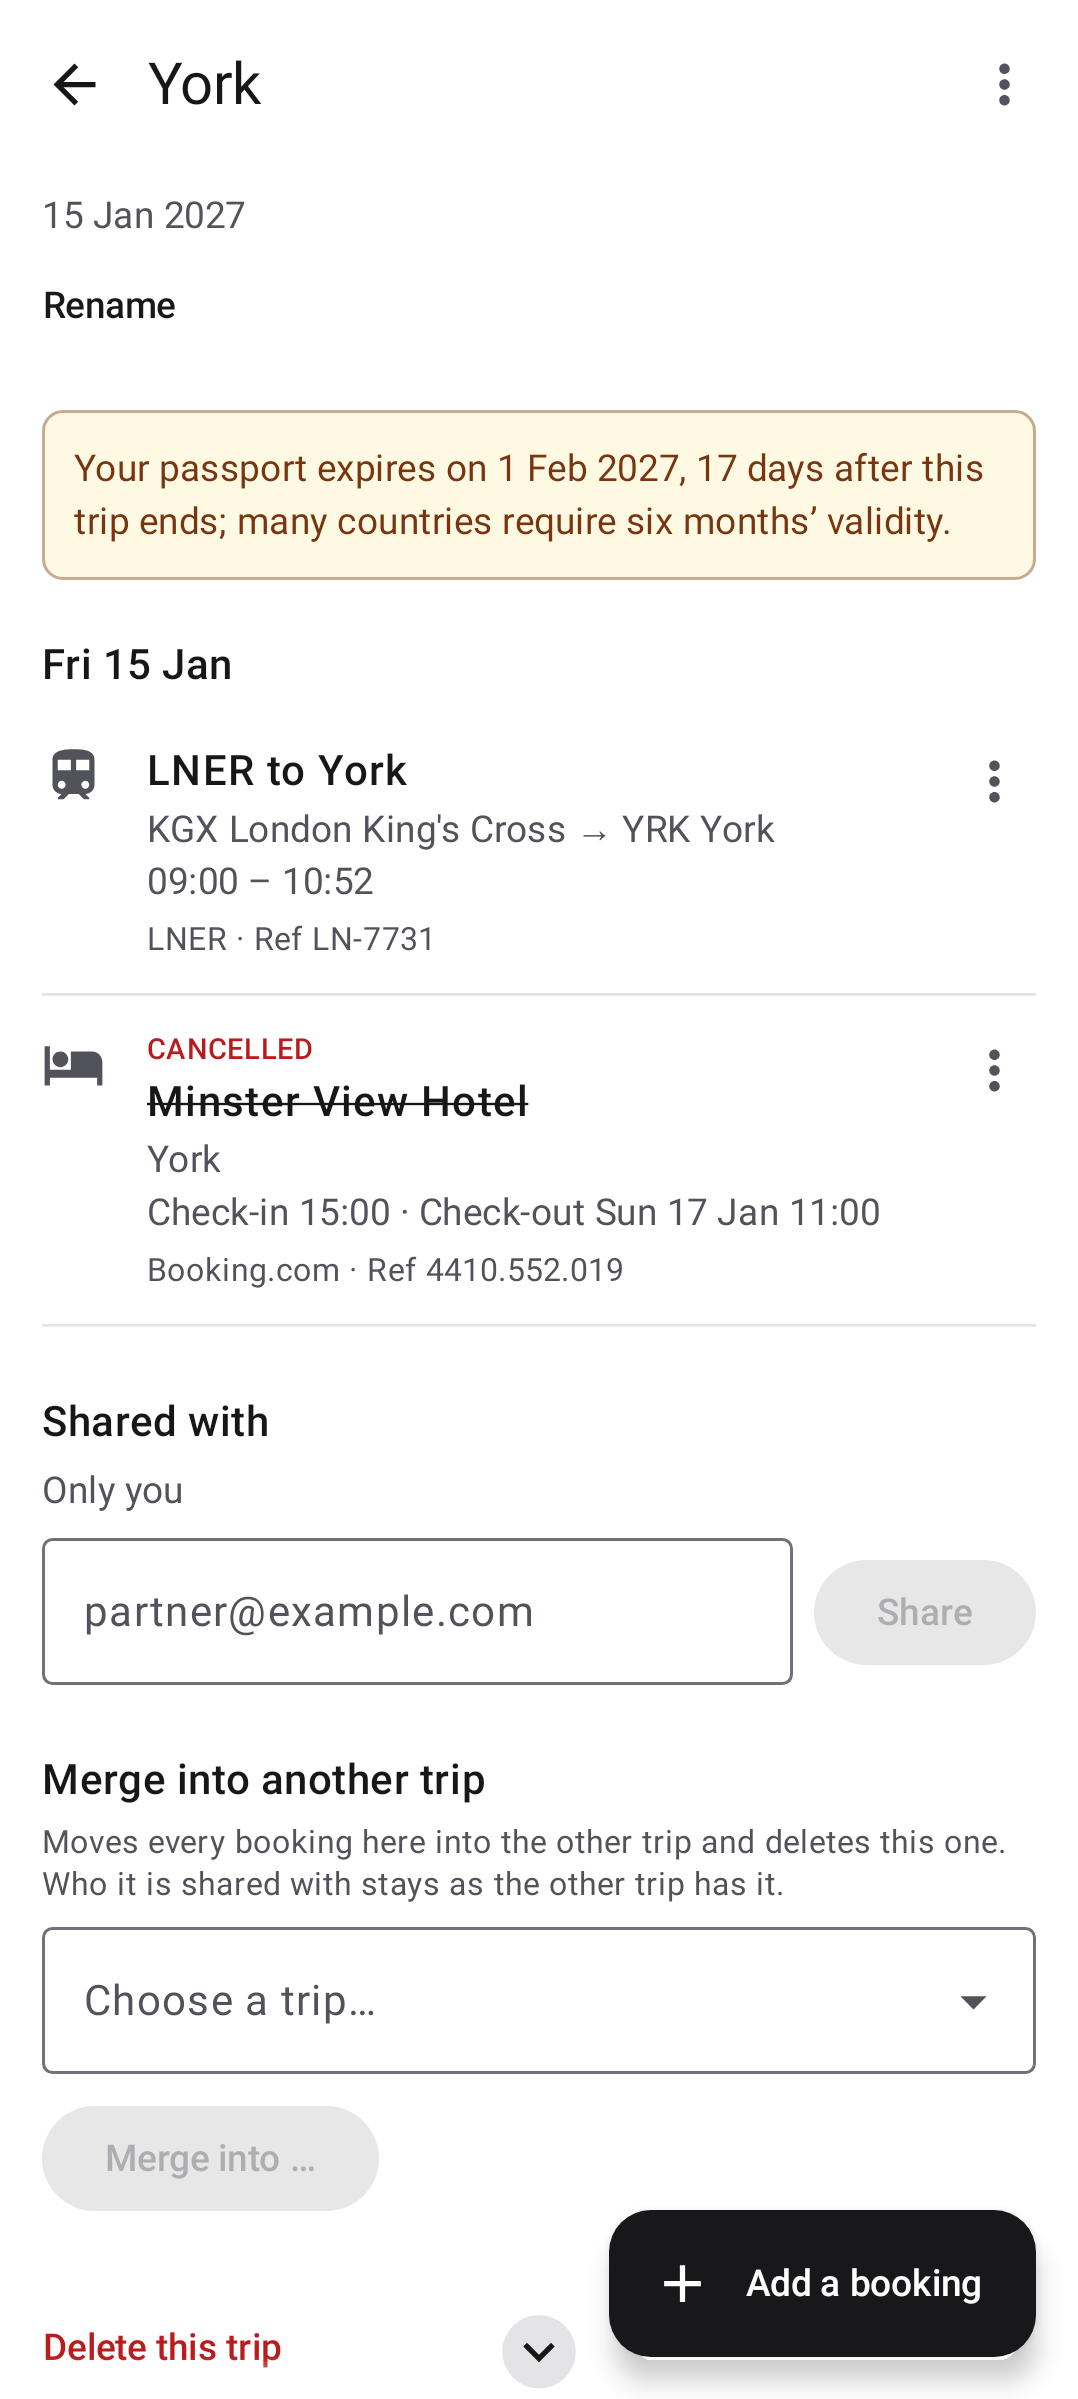 York
15 Jan 2027
Rename
Your passport expires on 1 Feb 2027, 17 days after this
trip ends; many countries require six months’ validity.
Fri 15 Jan
LNER to York
KGX London King's Cross → YRK York
09:00 – 10:52
LNER · Ref LN-7731
CANCELLED
Minster View Hotel
York
Check-in 15:00 · Check-out Sun 17 Jan 11:00
Booking.com · Ref 4410.552.019
Shared with
Only you
partner@example.com
Share
Merge into another trip
Moves every booking here into the other trip and deletes this one.
Who it is shared with stays as the other trip has it.
Choose a trip…
Merge into …
Add a booking
Delete this trip